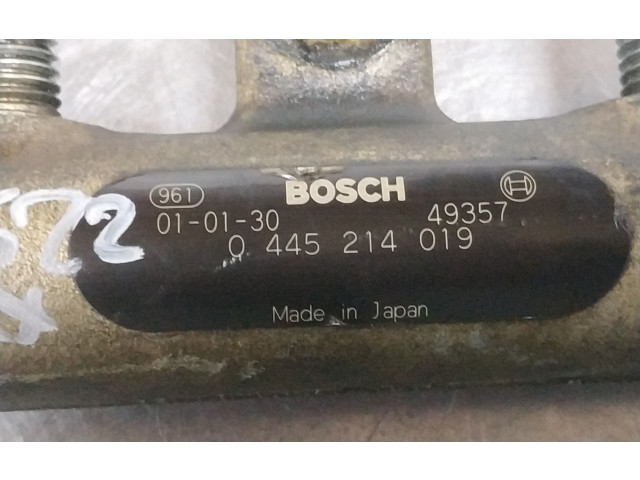 961 BOSCH
01-01-30 49357
0 445 214 019
Made in Japan